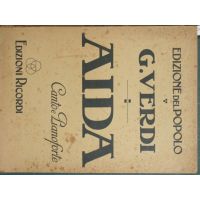 EDIZIONE DEL POPOLO
G. VERDI
AIDA
Canto e Pianoforte
EDIZIONI RICORDI